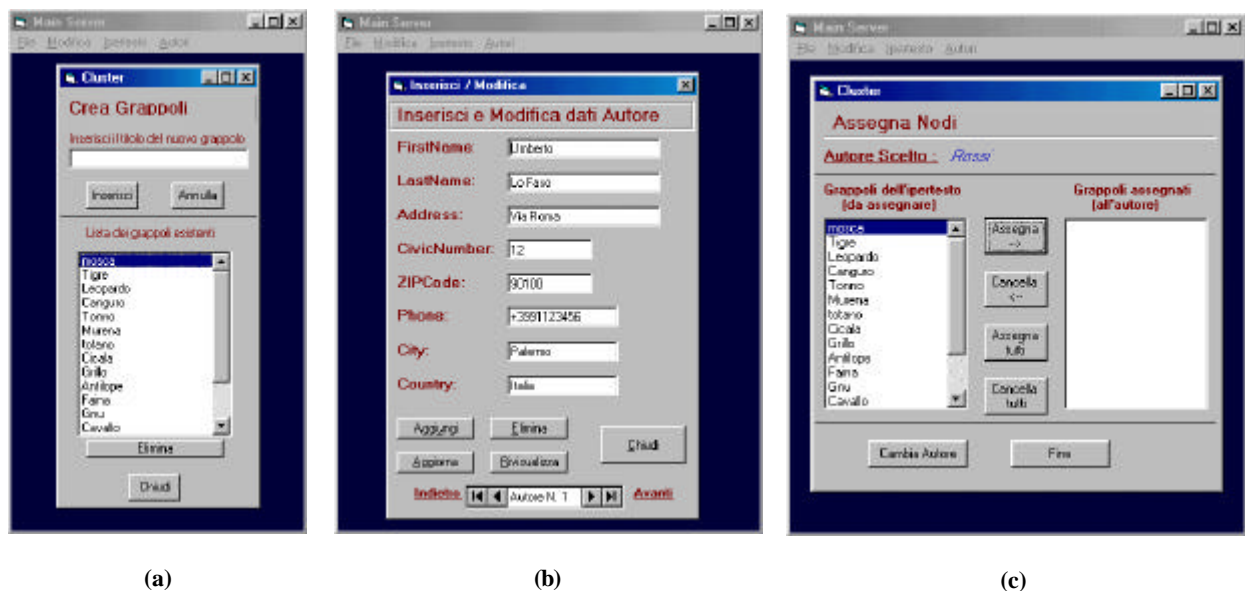 Main Server
File Modifica Ipertesto Autori
Cluster
Crea Grappoli
Inserisci il titolo del nuovo grappolo
Inserisci Annulla
Lista dei grappoli esistenti
mosca
Tigre
Leopardo
Canguro
Tonno
Murena
totano
Cicala
Grillo
Antilope
Faina
Gnu
Cavallo
Elimina
Chiudi
(a)
Main Server
File Modifica Ipertesto Autori
Inserisci / Modifica
Inserisci e Modifica dati Autore
FirstName: Umberto
LastName: Lo Faso
Address: Via Roma
CivicNumber: 12
ZIPCode: 90100
Phone: +3991123456
City: Palermo
Country: Italia
Aggiungi Elimina
Chiudi
Aggiorna Rivisualizza
Indietro Autore N. 1 Avanti
(b)
Main Server
File Modifica Ipertesto Autori
Cluster
Assegna Nodi
Autore Scelto : Rossi
Grappoli dell'ipertesto
(da assegnare)
mosca
Tigre
Leopardo
Canguro
Tonno
Murena
totano
Cicala
Grillo
Antilope
Faina
Gnu
Cavallo
Assegna
-->
Cancella
<--
Assegna
tutti
Cancella
tutti
Grappoli assegnati
(all'autore)
Cambia Autore Fine
(c)